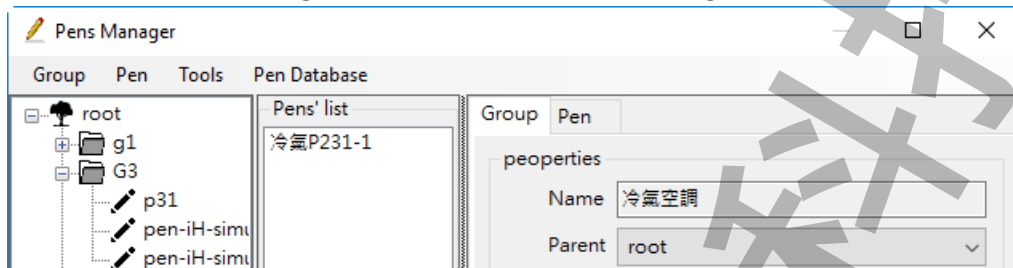 Pens Manager
Group Pen Tools Pen Database
root
g1
G3
p31
pen-iH-simu
pen-iH-simu
Pens' list
冷氣P231-1
Group Pen
peoperties
Name 冷氣空調
Parent root